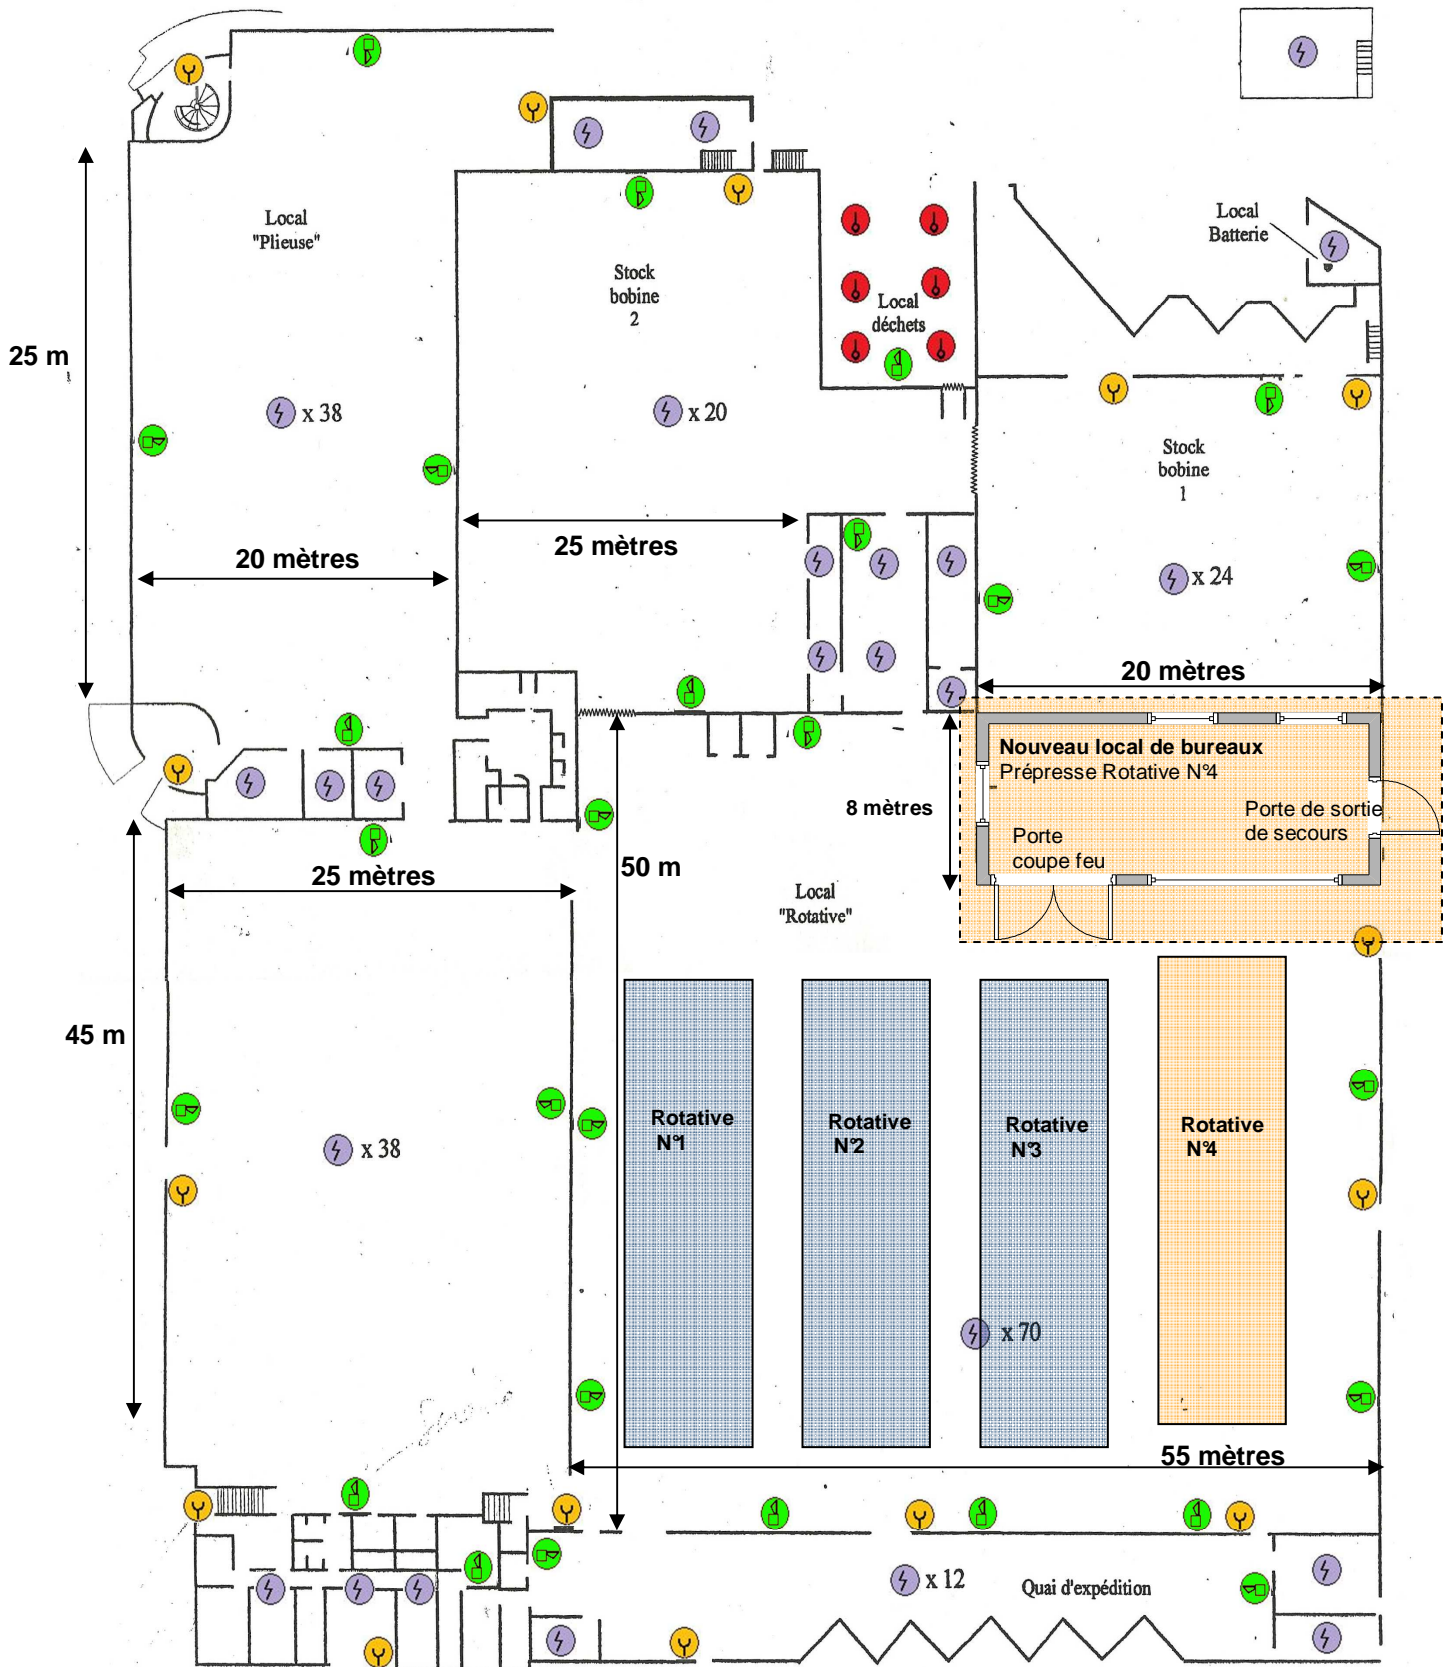 Local
"Plieuse"
Stock
bobine
2
Local
déchets
Local
Batterie
25 m
x 38
x 20
Stock
bobine
1
20 mètres
25 mètres
x 24
20 mètres
Nouveau local de bureaux
Prépresse Rotative N°4
8 mètres
Porte de sortie
de secours
Porte
coupe feu
50 m
25 mètres
Local
"Rotative"
45 m
Rotative
N°1
Rotative
N°2
Rotative
N°3
Rotative
N°4
x 38
x 70
55 mètres
x 12
Quai d'expédition